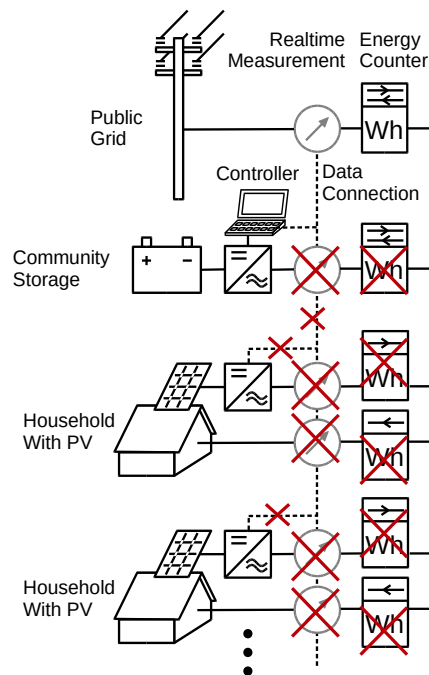 Realtime Energy
Measurement Counter
Public
Grid
Wh
Controller
Data
Connection
Community
Storage
+ −
Wh
Household
With PV
Wh
Wh
Household
With PV
Wh
Wh